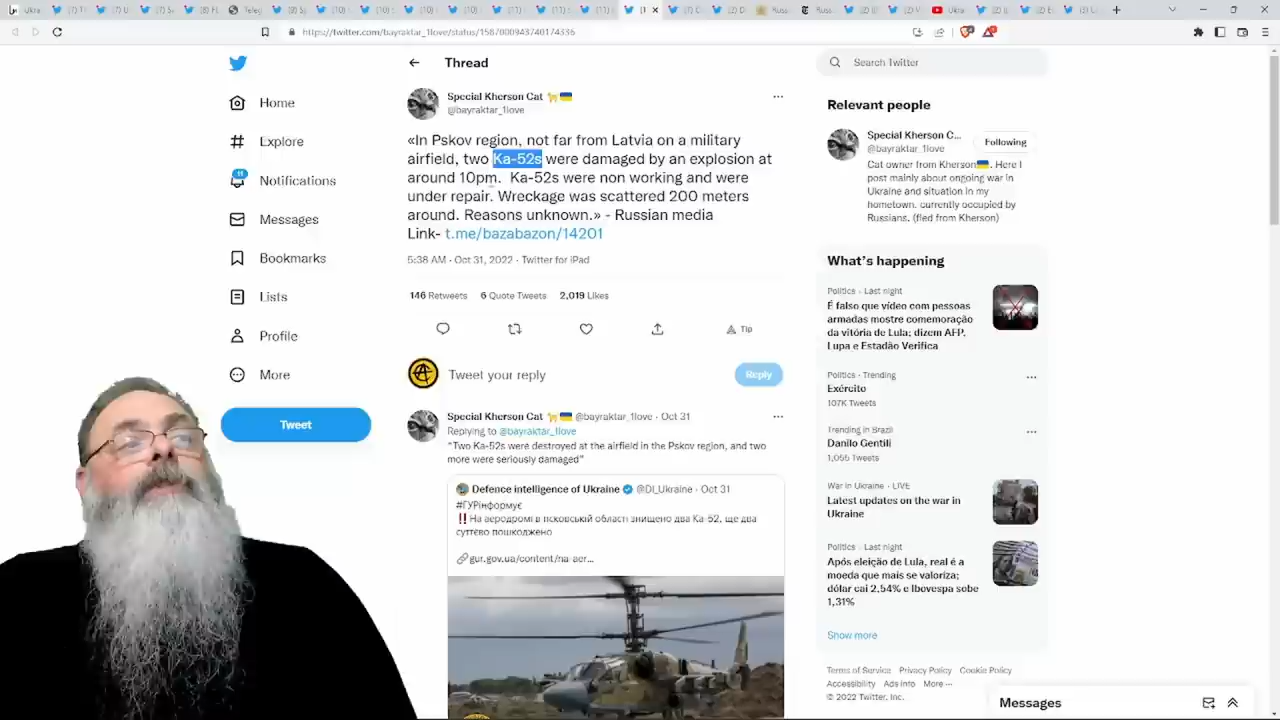 https://twitter.com/bayraktar_1love/status/1587000943740174336
Home
Explore
Notifications
Messages
Bookmarks
Lists
Profile
More
Tweet
Thread
Special Kherson Cat
@bayraktar_1love
«In Pskov region, not far from Latvia on a military
airfield, two Ka-52s were damaged by an explosion at
around 10pm. Ka-52s were non working and were
under repair. Wreckage was scattered 200 meters
around. Reasons unknown.» - Russian media
Link- t.me/bazabazon/14201
5:38 AM · Oct 31, 2022 · Twitter for iPad
146 Retweets 6 Quote Tweets 2,019 Likes
Tip
Tweet your reply
Reply
Special Kherson Cat @bayraktar_1love · Oct 31
Replying to @bayraktar_1love
"Two Ka-52s were destroyed at the airfield in the Pskov region, and two
more were seriously damaged"
Defence intelligence of Ukraine @DI_Ukraine · Oct 31
#ГУРінформує
!!На аеродромі в псковській області знищено два Ка-52, ще два
суттєво пошкоджено
gur.gov.ua/content/na-aer...
Search Twitter
Relevant people
Special Kherson C...
@bayraktar_1love
Following
Cat owner from Kherson. Here I
post mainly about ongoing war in
Ukraine and situation in my
hometown. currently occupied by
Russians. (fled from Kherson)
What's happening
Politics · Last night
É falso que vídeo com pessoas
armadas mostre comemoração
da vitória de Lula; dizem AFP,
Lupa e Estadão Verifica
Politics · Trending
Exército
107K Tweets
Trending in Brazil
Danilo Gentili
1,055 Tweets
War in Ukraine · LIVE
Latest updates on the war in
Ukraine
Politics · Last night
Após eleição de Lula, real é a
moeda que mais se valoriza;
dólar cai 2,54% e Ibovespa sobe
1,31%
Show more
Terms of Service Privacy Policy Cookie Policy
Accessibility Ads info More ···
© 2022 Twitter, Inc.
Messages